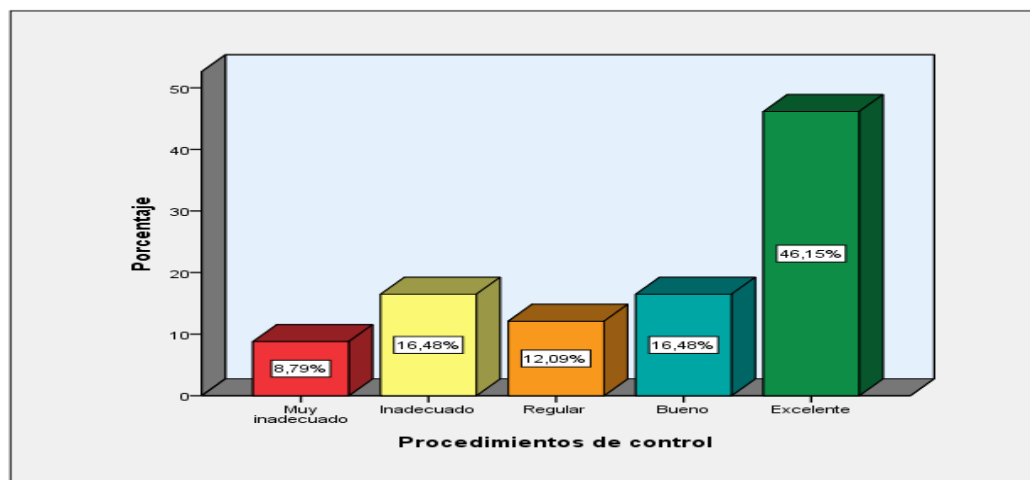 50
40
30
20
10
0
Porcentaje
8,79%
16,48%
12,09%
16,48%
46,15%
Muy
inadecuado
Inadecuado
Regular
Bueno
Excelente
Procedimientos de control